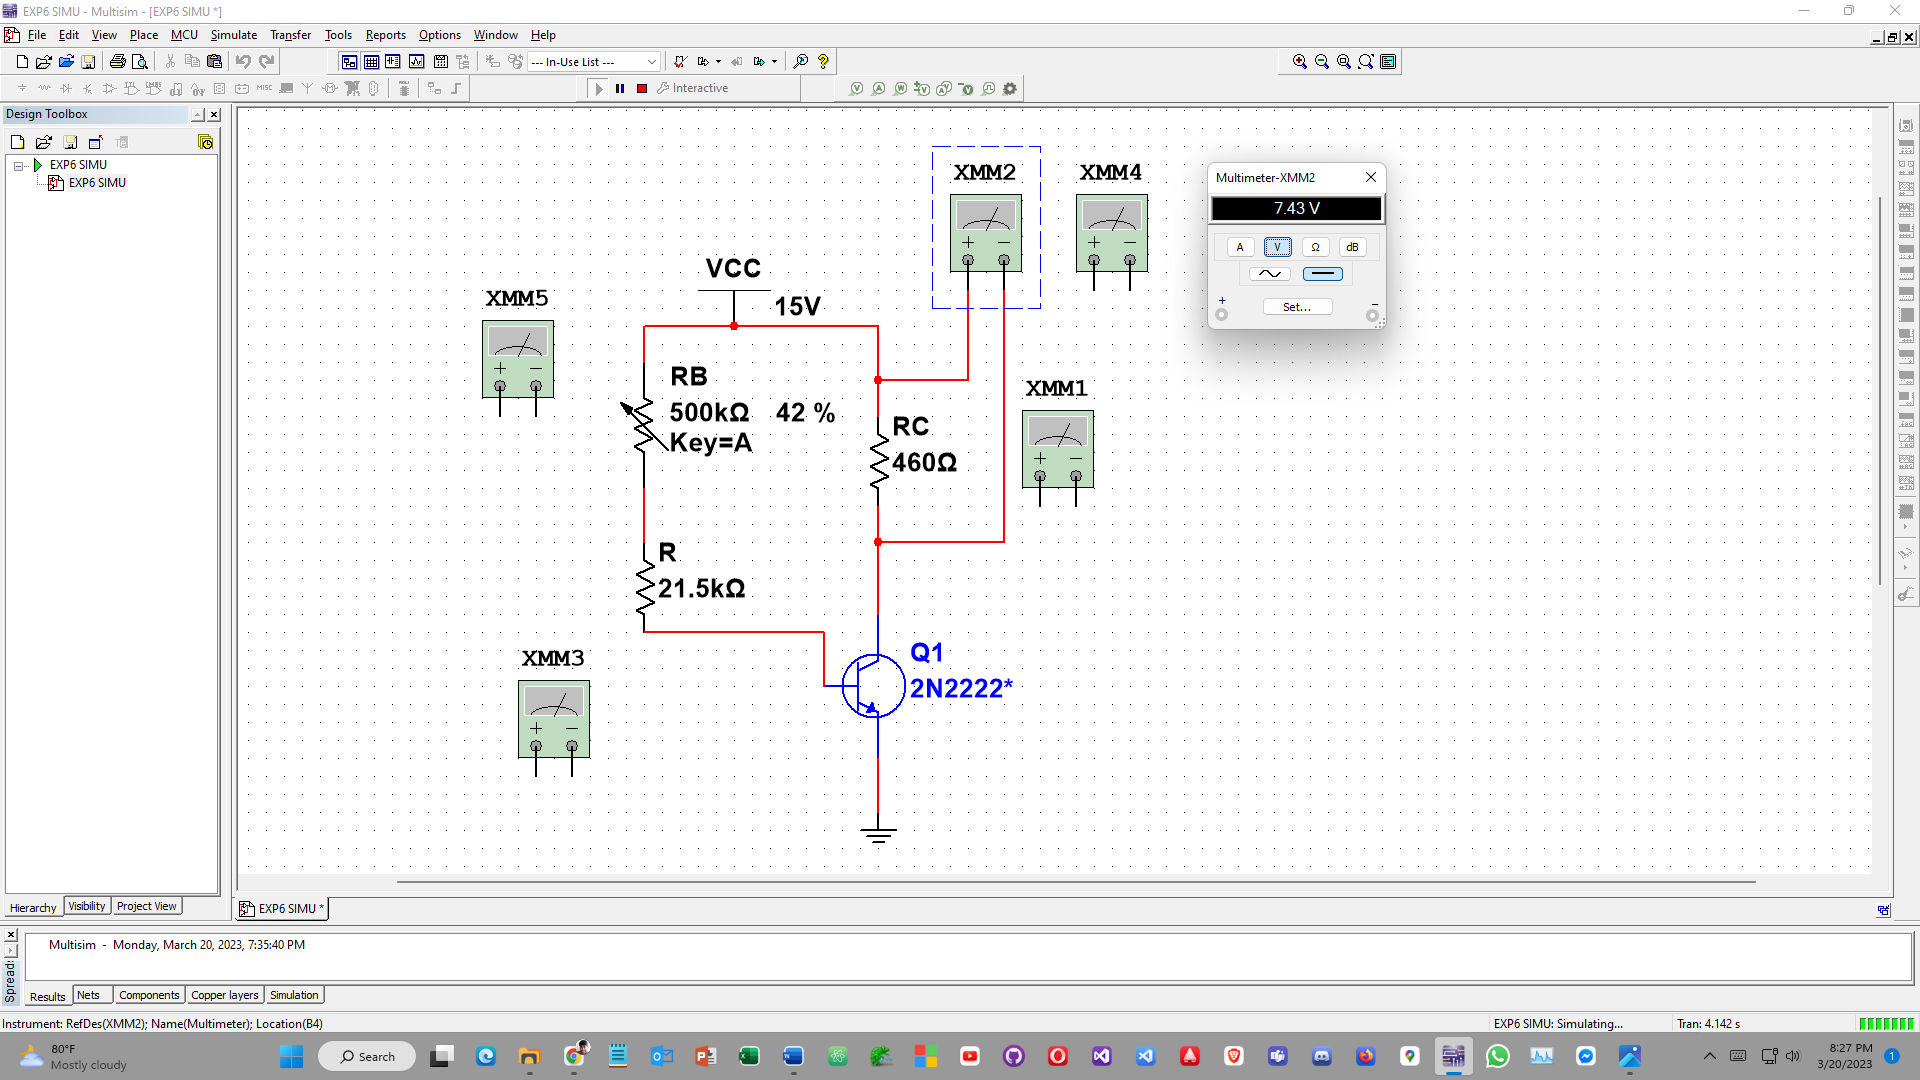 EXP6 SIMU - Multisim - [EXP6 SIMU *]
File Edit View Place MCU Simulate Transfer Tools Reports Options Window Help
--- In-Use List ---
MISC Interactive
Design Toolbox
EXP6 SIMU
EXP6 SIMU
Hierarchy Visibility Project View
XMM2
XMM4
Multimeter-XMM2
7.43 V
A V Ω dB
+ Set... −
VCC
15V
XMM5
RB
500kΩ 42 %
Key=A
XMM1
RC
460Ω
R
21.5kΩ
XMM3
Q1
2N2222*
EXP6 SIMU *
Multisim - Monday, March 20, 2023, 7:35:40 PM
Results Nets Components Copper layers Simulation
Instrument: RefDes(XMM2); Name(Multimeter); Location(B4)
EXP6 SIMU: Simulating... Tran: 4.142 s
80°F
Mostly cloudy
Search
8:27 PM
3/20/2023
1